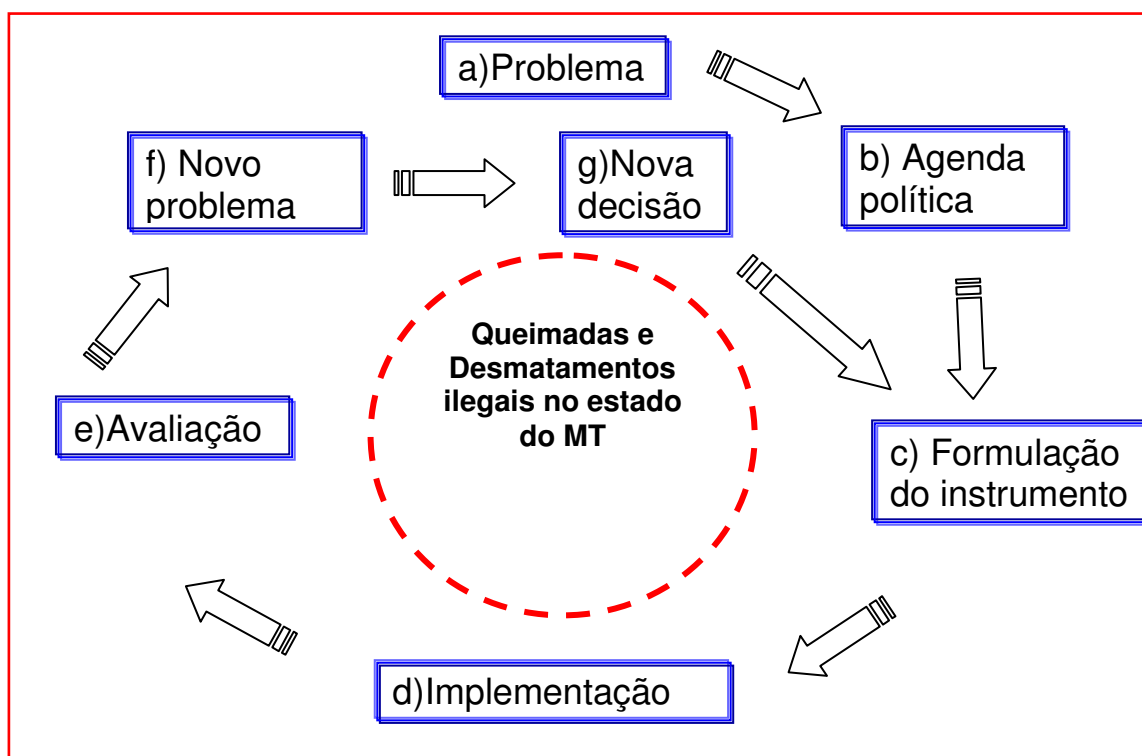 a)Problema
b) Agenda
política
c) Formulação
do instrumento
d)Implementação
e)Avaliação
f) Novo
problema
g)Nova
decisão
Queimadas e
Desmatamentos
ilegais no estado
do MT